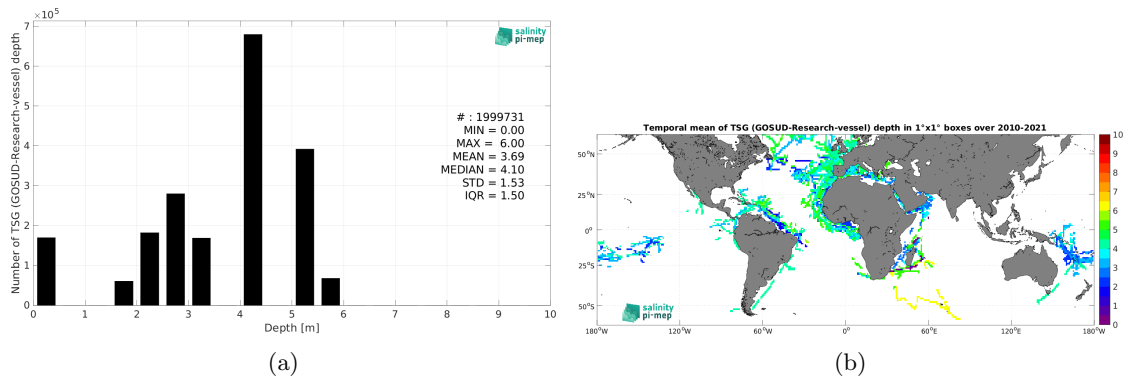 ×10⁵
7
6
5
4
3
2
1
0
Number of TSG (GOSUD-Research-vessel) depth
salinity
pi-mep
# : 1999731
MIN = 0.00
MAX = 6.00
MEAN = 3.69
MEDIAN = 4.10
STD = 1.53
IQR = 1.50
0 1 2 3 4 5 6 7 8 9 10
Depth [m]
(a)
Temporal mean of TSG (GOSUD-Research-vessel) depth in 1°x1° boxes over 2010-2021
50°N
25°N
0°
25°S
50°S
180°W 120°W 60°W 0° 60°E 120°E 180°E
salinity
pi-mep
10
9
8
7
6
5
4
3
2
1
0
(b)